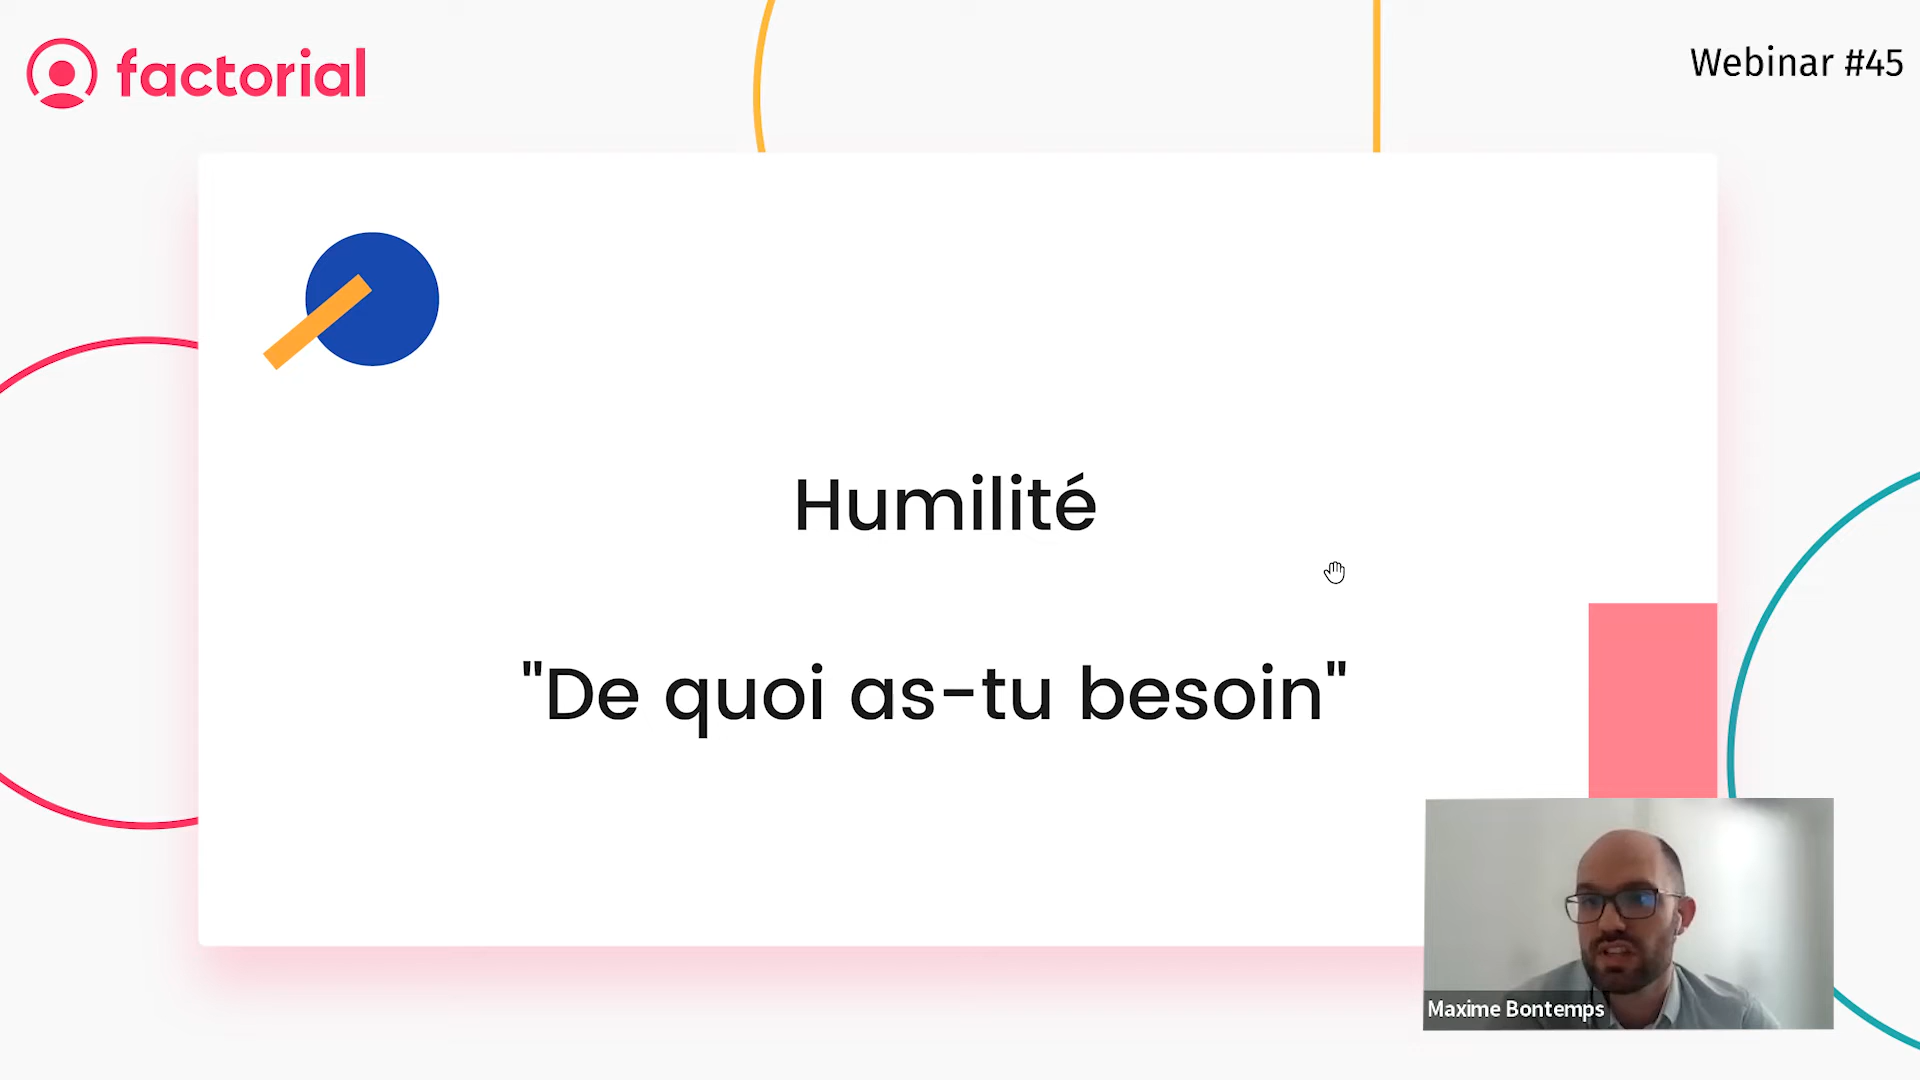 factorial
Webinar #45
Humilité
"De quoi as-tu besoin"
Maxime Bontemps